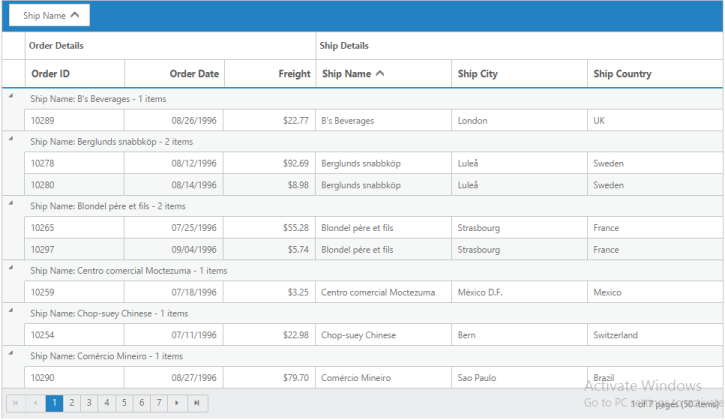 Ship Name
Order Details Ship Details
Order ID Order Date Freight Ship Name Ship City Ship Country
Ship Name: B's Beverages - 1 items
10289 08/26/1996 $22.77 B's Beverages London UK
Ship Name: Berglunds snabbköp - 2 items
10278 08/12/1996 $92.69 Berglunds snabbköp Luleå Sweden
10280 08/14/1996 $8.98 Berglunds snabbköp Luleå Sweden
Ship Name: Blondel père et fils - 2 items
10265 07/25/1996 $55.28 Blondel père et fils Strasbourg France
10297 09/04/1996 $5.74 Blondel père et fils Strasbourg France
Ship Name: Centro comercial Moctezuma - 1 items
10259 07/18/1996 $3.25 Centro comercial Moctezuma México D.F. Mexico
Ship Name: Chop-suey Chinese - 1 items
10254 07/11/1996 $22.98 Chop-suey Chinese Bern Switzerland
Ship Name: Comércio Mineiro - 1 items
10290 08/27/1996 $79.70 Comércio Mineiro Sao Paulo Brazil
Activate Windows
1 2 3 4 5 6 7 1 of 7 pages (50 items)
Go to PC